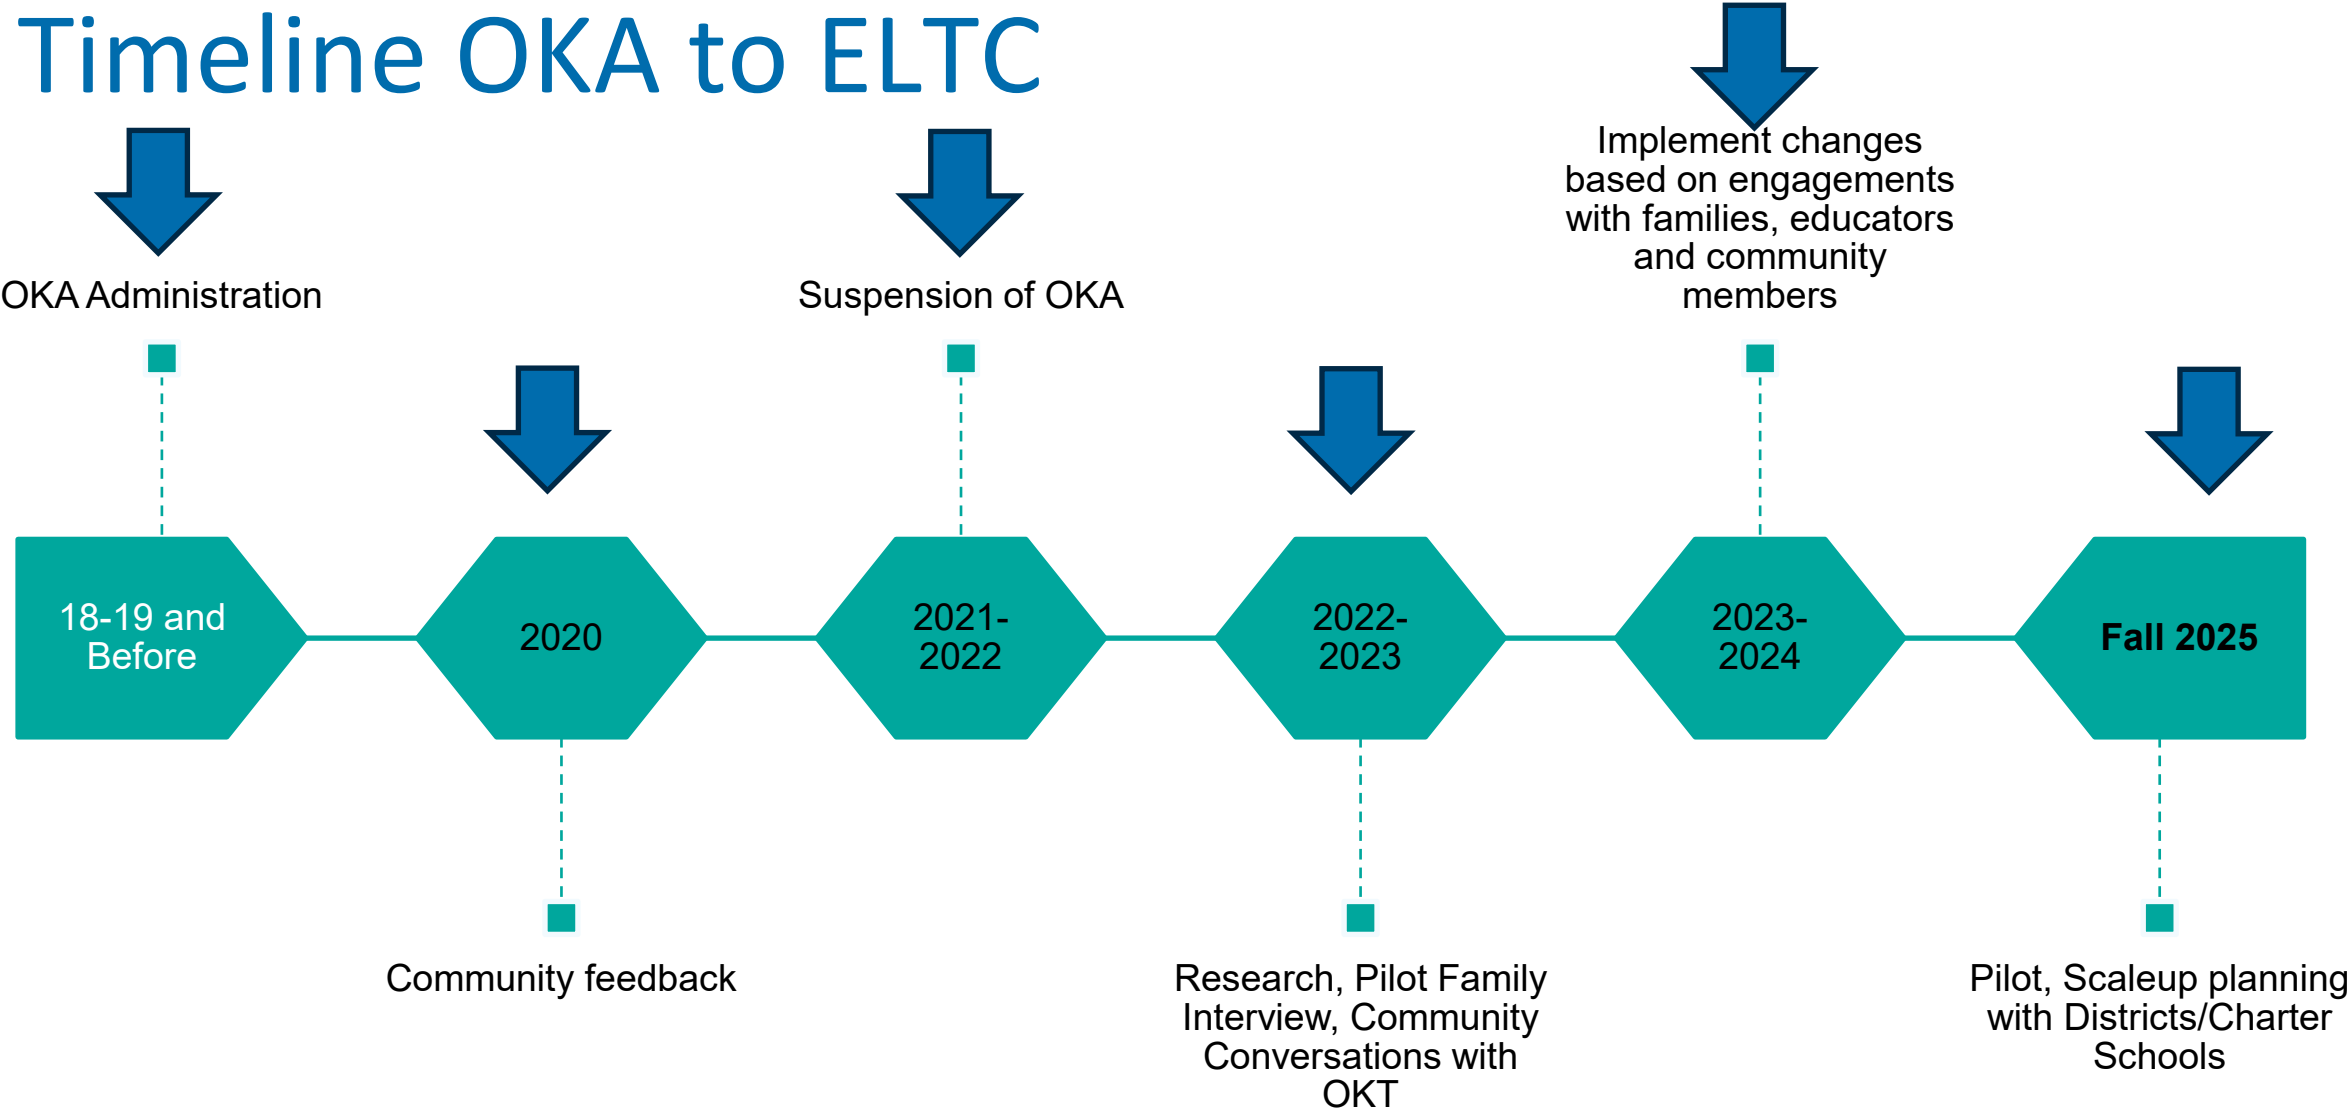 Timeline OKA to ELTC
OKA Administration
Suspension of OKA
Implement changes
based on engagements
with families, educators
and community
members
18-19 and
Before
2020
2021-
2022
2022-
2023
2023-
2024
Fall 2025
Community feedback
Research, Pilot Family
Interview, Community
Conversations with
OKT
Pilot, Scaleup planning
with Districts/Charter
Schools